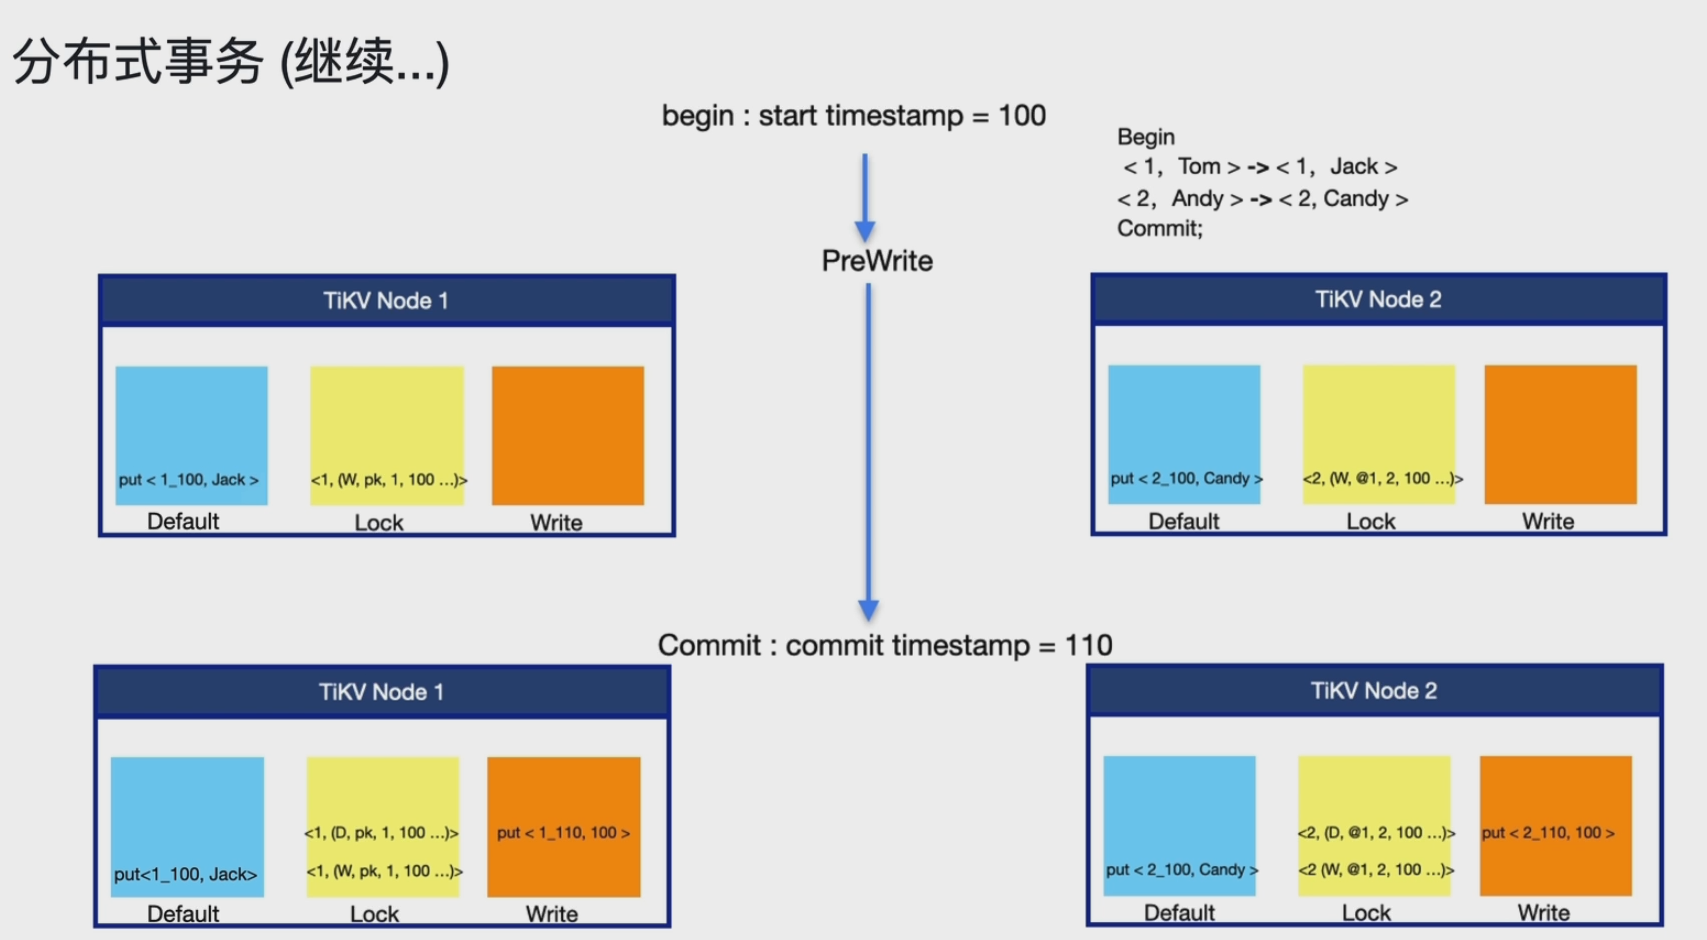 分布式事务 (继续...)
begin : start timestamp = 100
Begin
< 1,  Tom > -> < 1,  Jack >
< 2,  Andy > -> < 2, Candy >
Commit;
PreWrite
TiKV Node 1
put < 1_100, Jack >
<1, (W, pk, 1, 100 ...)>
Default
Lock
Write
TiKV Node 2
put < 2_100, Candy >
<2, (W, @1, 2, 100 ...)>
Default
Lock
Write
Commit : commit timestamp = 110
TiKV Node 1
<1, (D, pk, 1, 100 ...)>
put < 1_110, 100 >
put<1_100, Jack>
<1, (W, pk, 1, 100 ...)>
Default
Lock
Write
TiKV Node 2
<2, (D, @1, 2, 100 ...)>
put < 2_110, 100 >
put < 2_100, Candy >
<2 (W, @1, 2, 100 ...)>
Default
Lock
Write